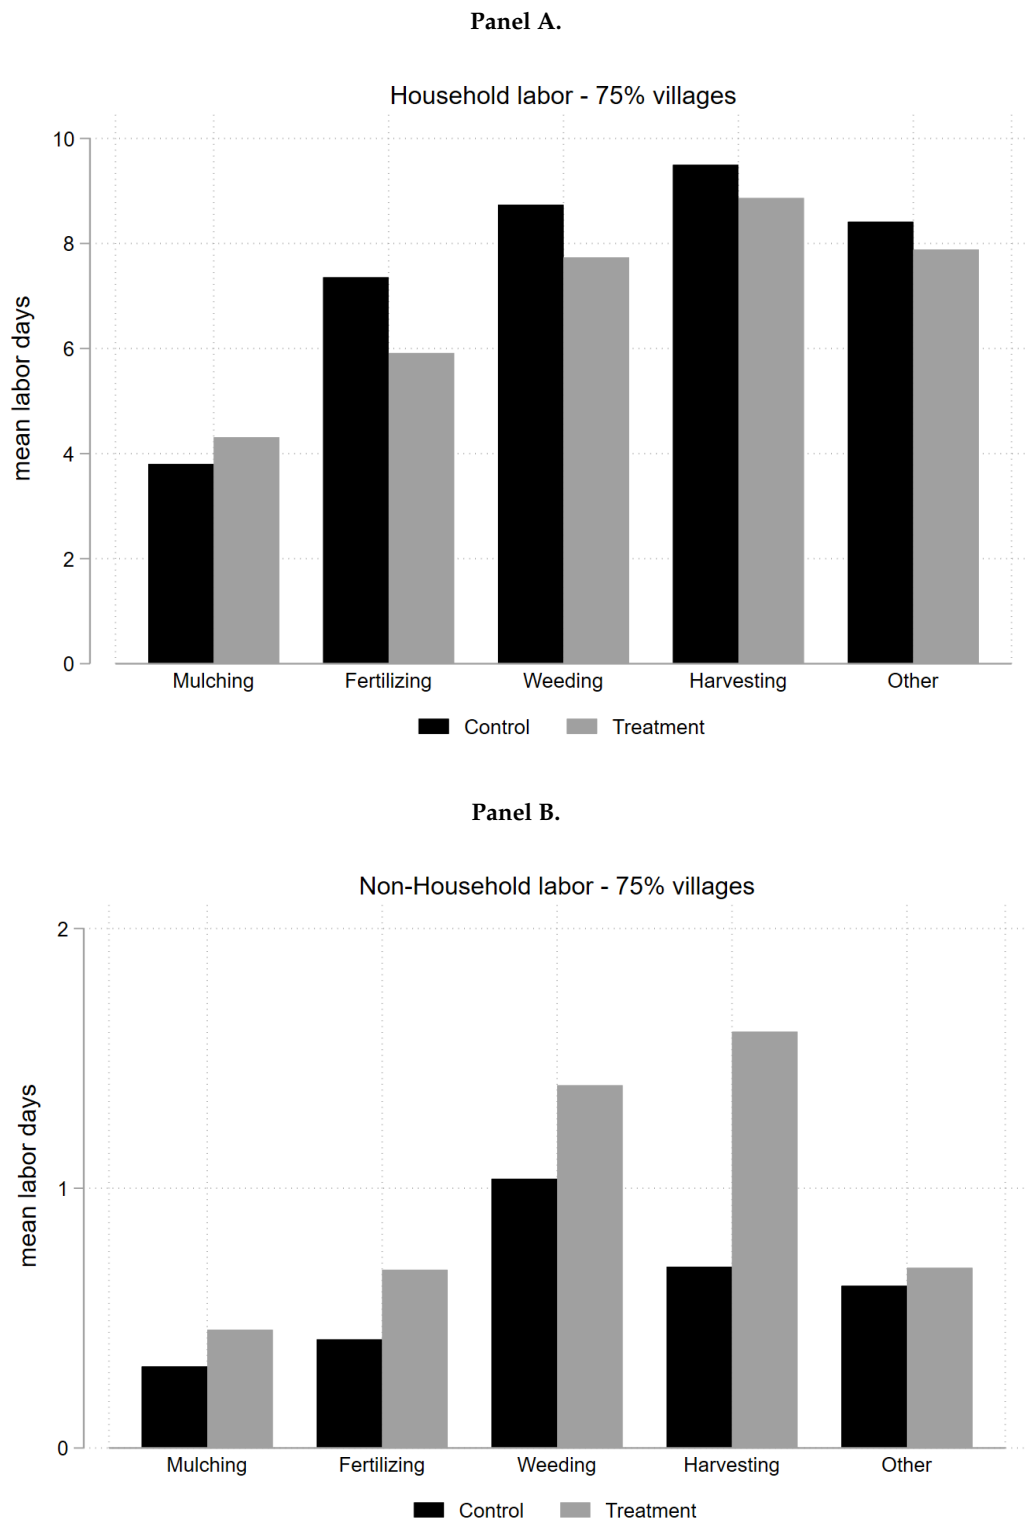 Panel A.
Household labor - 75% villages
10
8
6
4
2
0
mean labor days
Mulching Fertilizing Weeding Harvesting Other
Control Treatment
Panel B.
Non-Household labor - 75% villages
2
1
0
mean labor days
Mulching Fertilizing Weeding Harvesting Other
Control Treatment